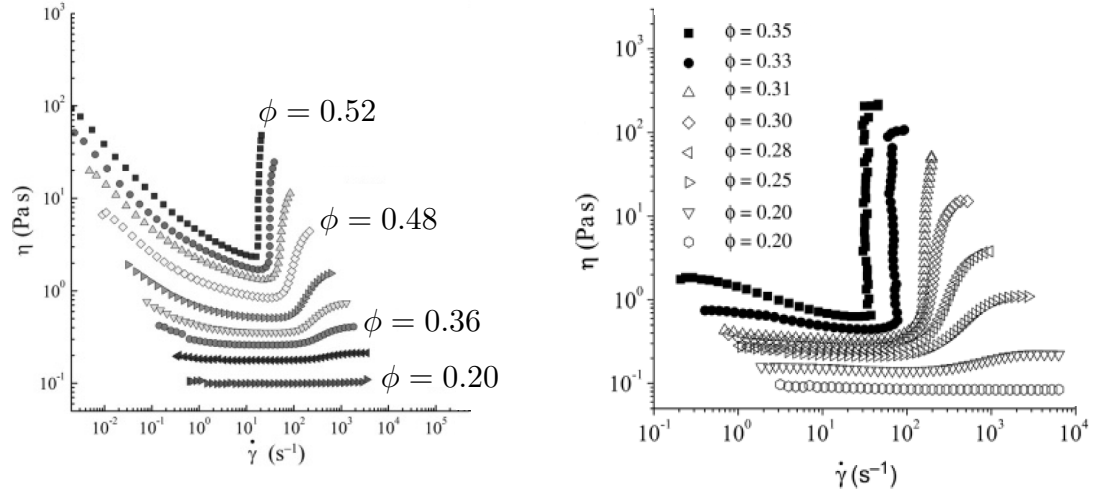 10³
10²
10¹
10⁰
10⁻¹
η (Pa s)
ϕ = 0.52
ϕ = 0.48
ϕ = 0.36
ϕ = 0.20
10⁻² 10⁻¹ 10⁰ 10¹ 10² 10³ 10⁴ 10⁵
γ̇ (s⁻¹)
10³
10²
10¹
10⁰
10⁻¹
η (Pa s)
ϕ = 0.35
ϕ = 0.33
ϕ = 0.31
ϕ = 0.30
ϕ = 0.28
ϕ = 0.25
ϕ = 0.20
ϕ = 0.20
10⁻¹ 10⁰ 10¹ 10² 10³ 10⁴
γ̇ (s⁻¹)